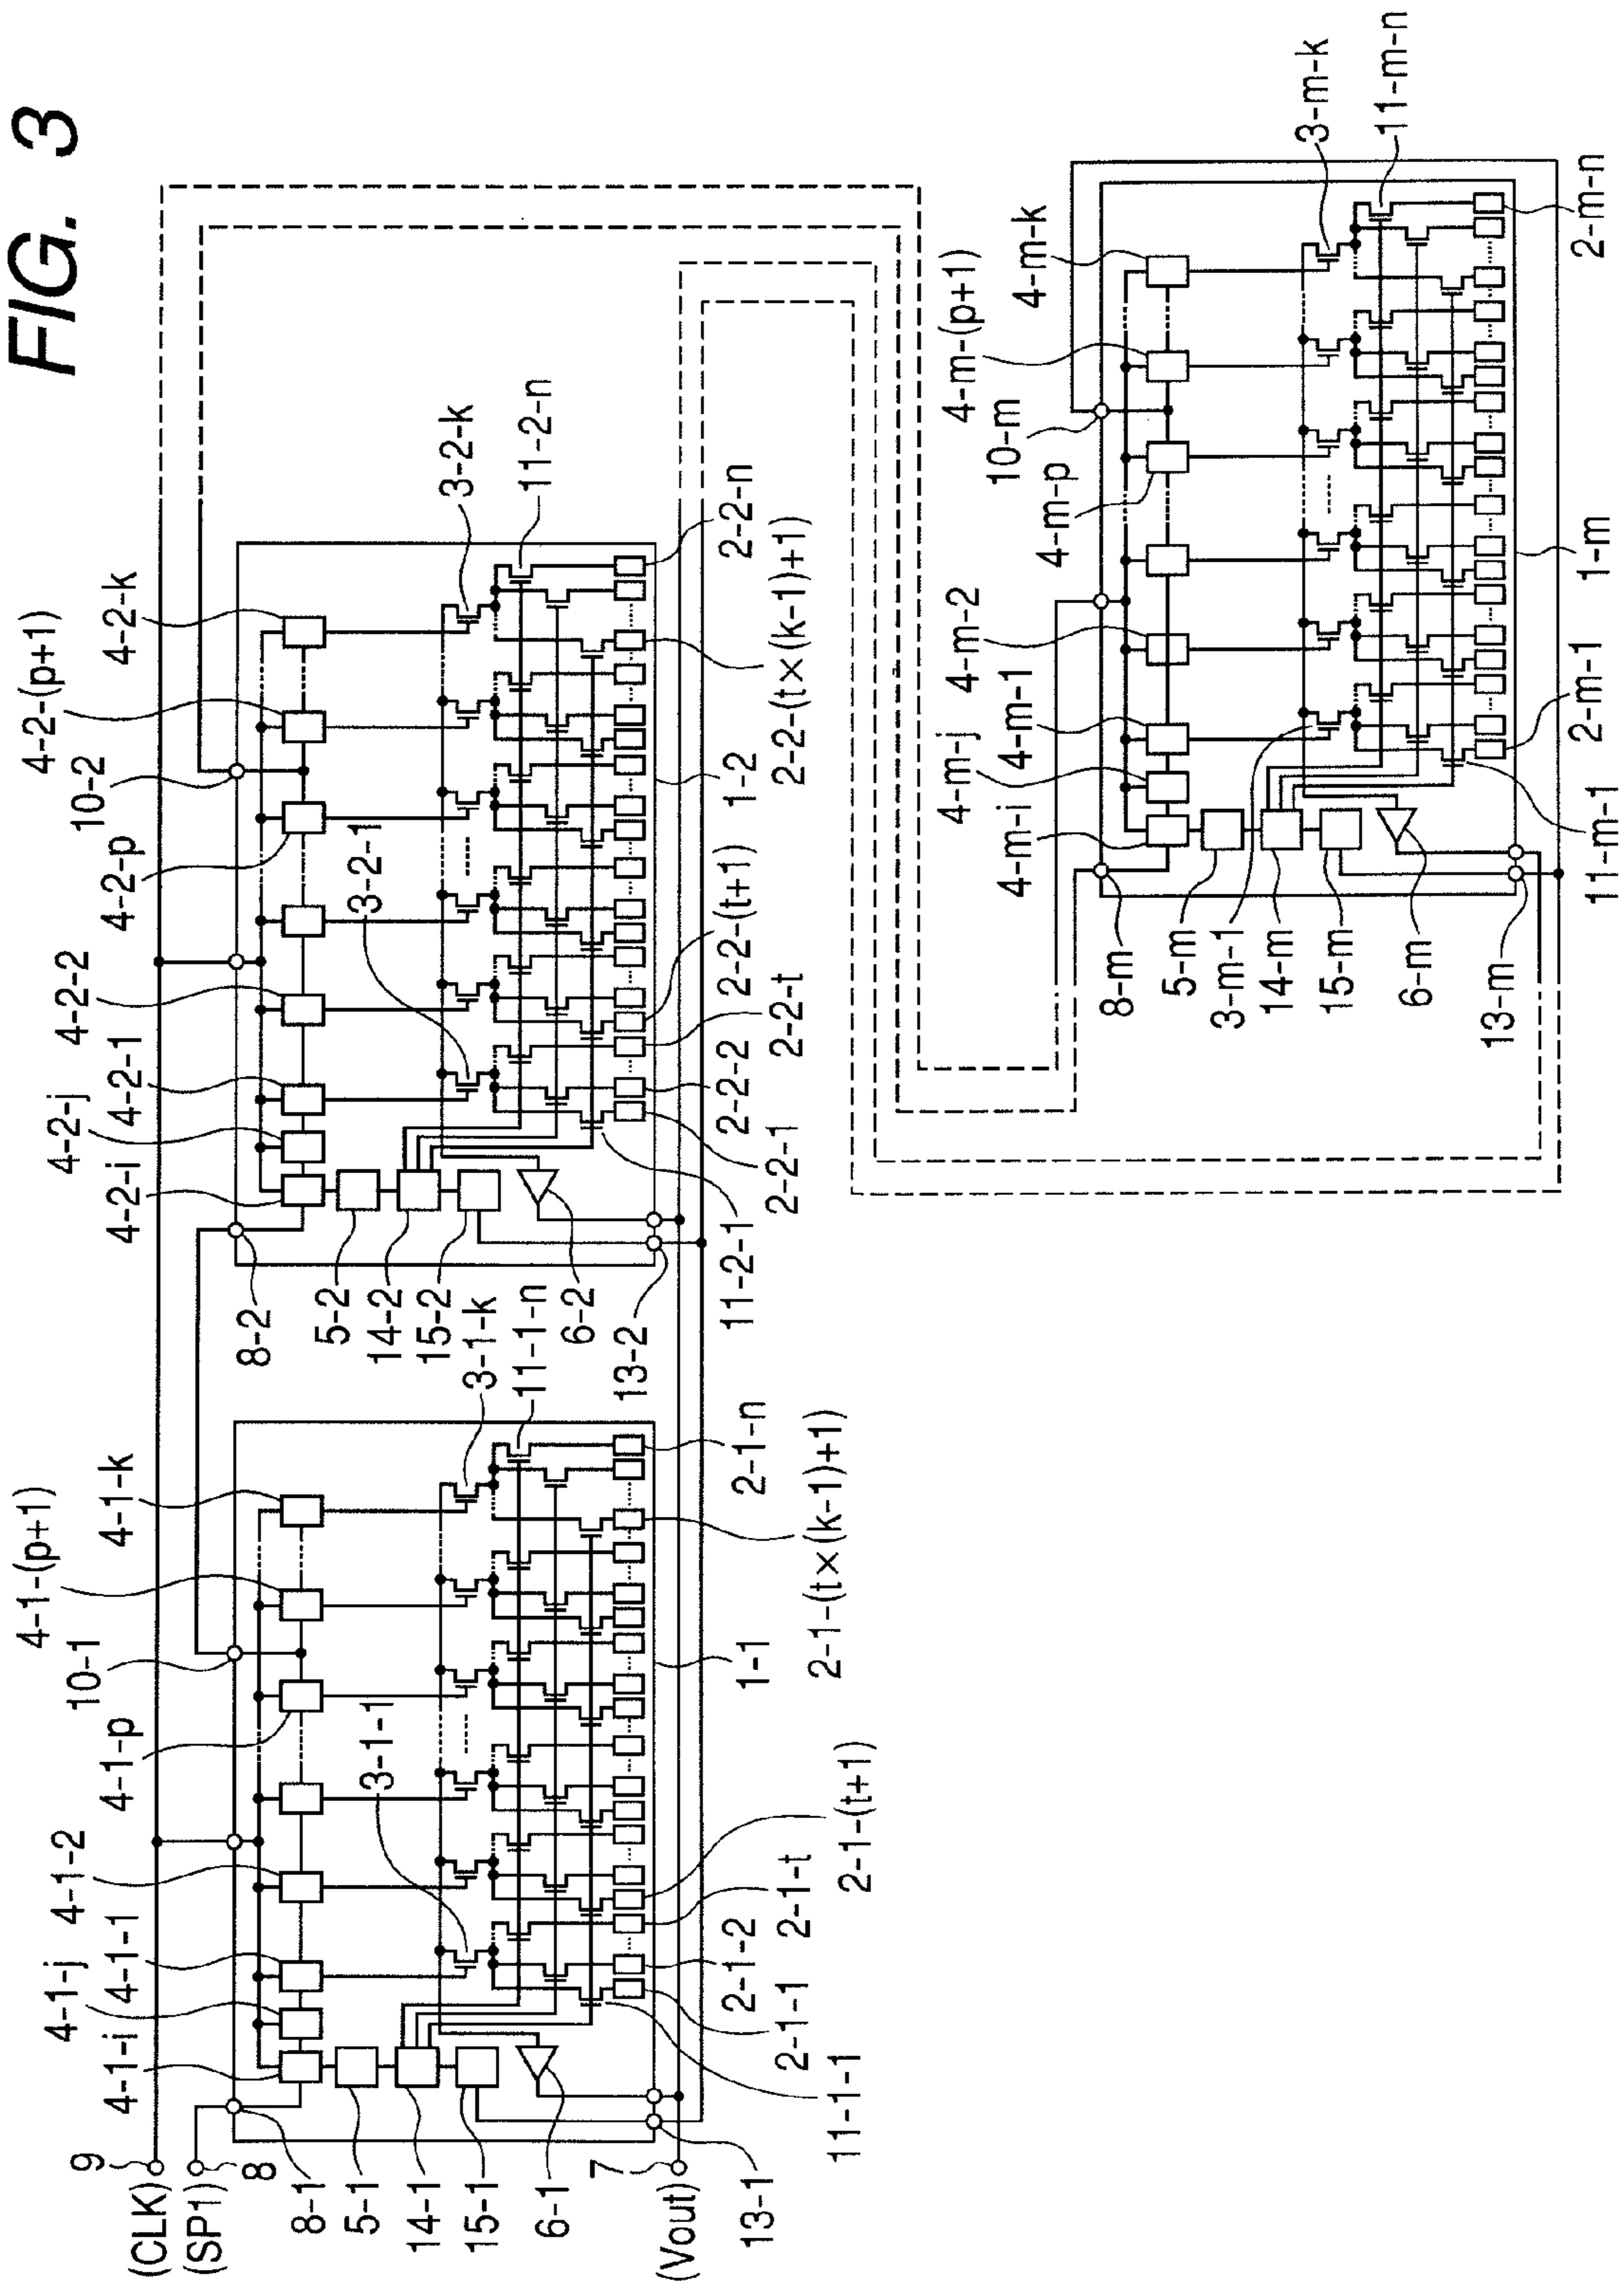 FIG. 3
9
(CLK)
(SP1)
8
8-1
5-1
14-1
15-1
6-1
7
(Vout)
13-1
4-1-i
4-1-j
4-1-1
4-1-2
4-1-p
10-1
4-1-(p+1)
4-1-k
3-1-1
3-1-k
11-1-n
11-1-1
2-1-1
2-1-2
2-1-t
2-1-(t+1)
1-1
2-1-(t×(k-1)+1)
2-1-n
8-2
5-2
14-2
15-2
6-2
13-2
4-2-i
4-2-j
4-2-1
4-2-2
4-2-p
10-2
4-2-(p+1)
4-2-k
3-2-1
3-2-k
11-2-n
11-2-1
2-2-1
2-2-2
2-2-t
2-2-(t+1)
1-2
2-2-(t×(k-1)+1)
2-2-n
8-m
5-m
3-m-1
14-m
15-m
6-m
13-m
4-m-i
4-m-j
4-m-1
4-m-2
4-m-p
10-m
4-m-(p+1)
4-m-k
3-m-k
11-m-n
11-m-1
2-m-1
1-m
2-m-n